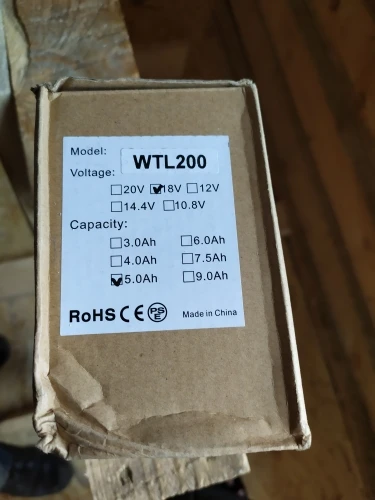 Model: WTL200
Voltage:
20V 18V 12V
14.4V 10.8V
Capacity:
3.0Ah 6.0Ah
4.0Ah 7.5Ah
5.0Ah 9.0Ah
RoHS CE PSE Made in China